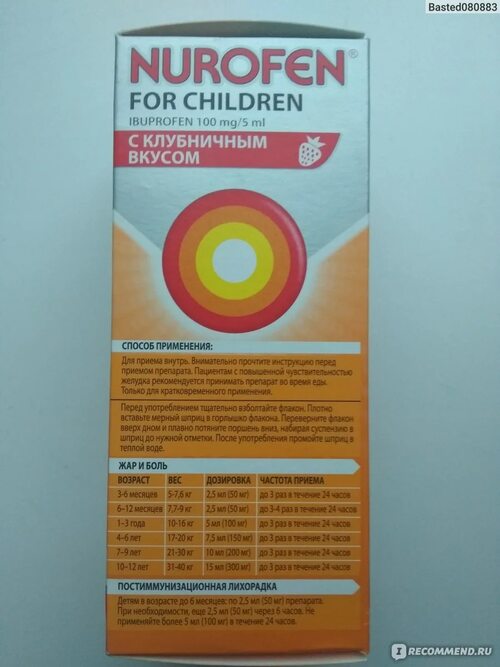 Basted080883
NUROFEN®
FOR CHILDREN
IBUPROFEN 100 mg/5 ml
С КЛУБНИЧНЫМ
ВКУСОМ
СПОСОБ ПРИМЕНЕНИЯ:
Для приема внутрь. Внимательно прочтите инструкцию перед
приемом препарата. Пациентам с повышенной чувствительностью
желудка рекомендуется принимать препарат во время еды.
Только для кратковременного применения.
Перед употреблением тщательно взболтайте флакон. Плотно
вставьте мерный шприц в горлышко флакона. Переверните флакон
вверх дном и плавно потяните поршень вниз, набирая суспензию в
шприц до нужной отметки. После употребления промойте шприц в
теплой воде.
ЖАР И БОЛЬ
ВОЗРАСТ ВЕС ДОЗИРОВКА ЧАСТОТА ПРИЕМА
3-6 месяцев 5-7,6 кг 2,5 мл (50 мг) до 3 раз в течение 24 часов
6–12 месяцев 7,7-9 кг 2,5 мл (50 мг) до 3-4 раз в течение 24 часов
1–3 года 10-16 кг 5 мл (100 мг) до 3 раз в течение 24 часов
4–6 лет 17-20 кг 7,5 мл (150 мг) до 3 раз в течение 24 часов
7–9 лет 21-30 кг 10 мл (200 мг) до 3 раз в течение 24 часов
10–12 лет 31-40 кг 15 мл (300 мг) до 3 раз в течение 24 часов
ПОСТИММУНИЗАЦИОННАЯ ЛИХОРАДКА
Детям в возрасте до 6 месяцев: по 2,5 мл (50 мг) препарата.
При необходимости, еще 2,5 мл (50 мг) через 6 часов. Не
применяйте более 5 мл (100 мг) в течение 24 часов.
IRECOMMEND.RU